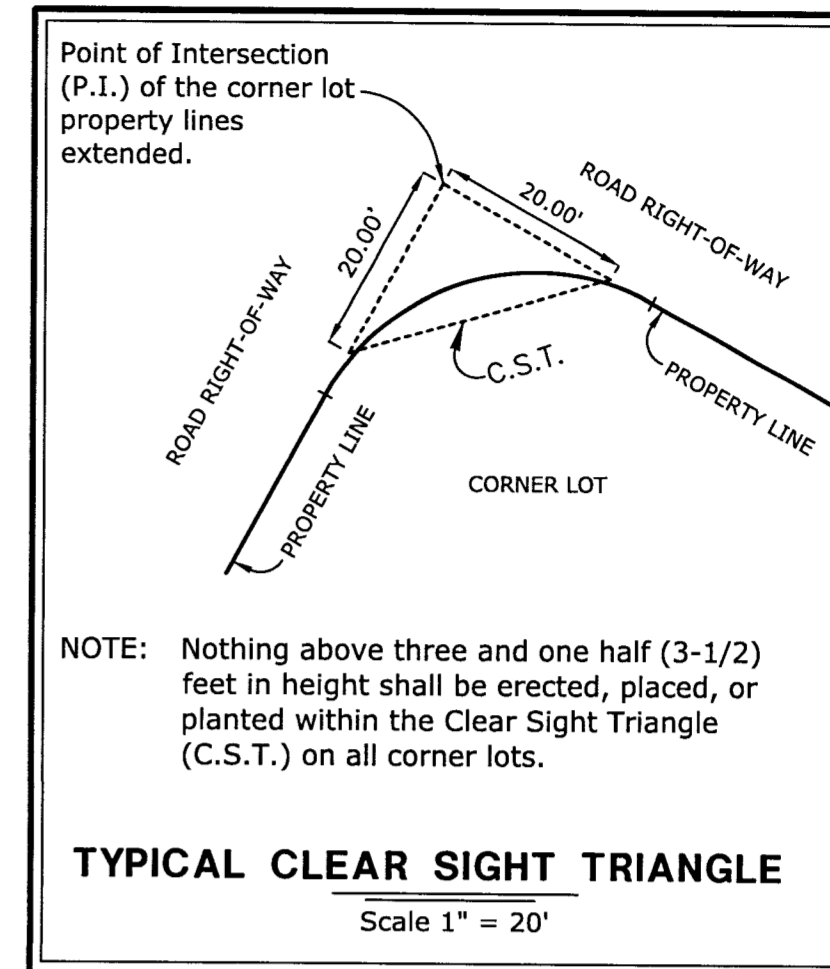 Point of Intersection
(P.I.) of the corner lot
property lines
extended.
20.00'
20.00'
ROAD RIGHT-OF-WAY
ROAD RIGHT-OF-WAY
C.S.T.
PROPERTY LINE
PROPERTY LINE
CORNER LOT
NOTE: Nothing above three and one half (3-1/2)
feet in height shall be erected, placed, or
planted within the Clear Sight Triangle
(C.S.T.) on all corner lots.
TYPICAL CLEAR SIGHT TRIANGLE
Scale 1" = 20'